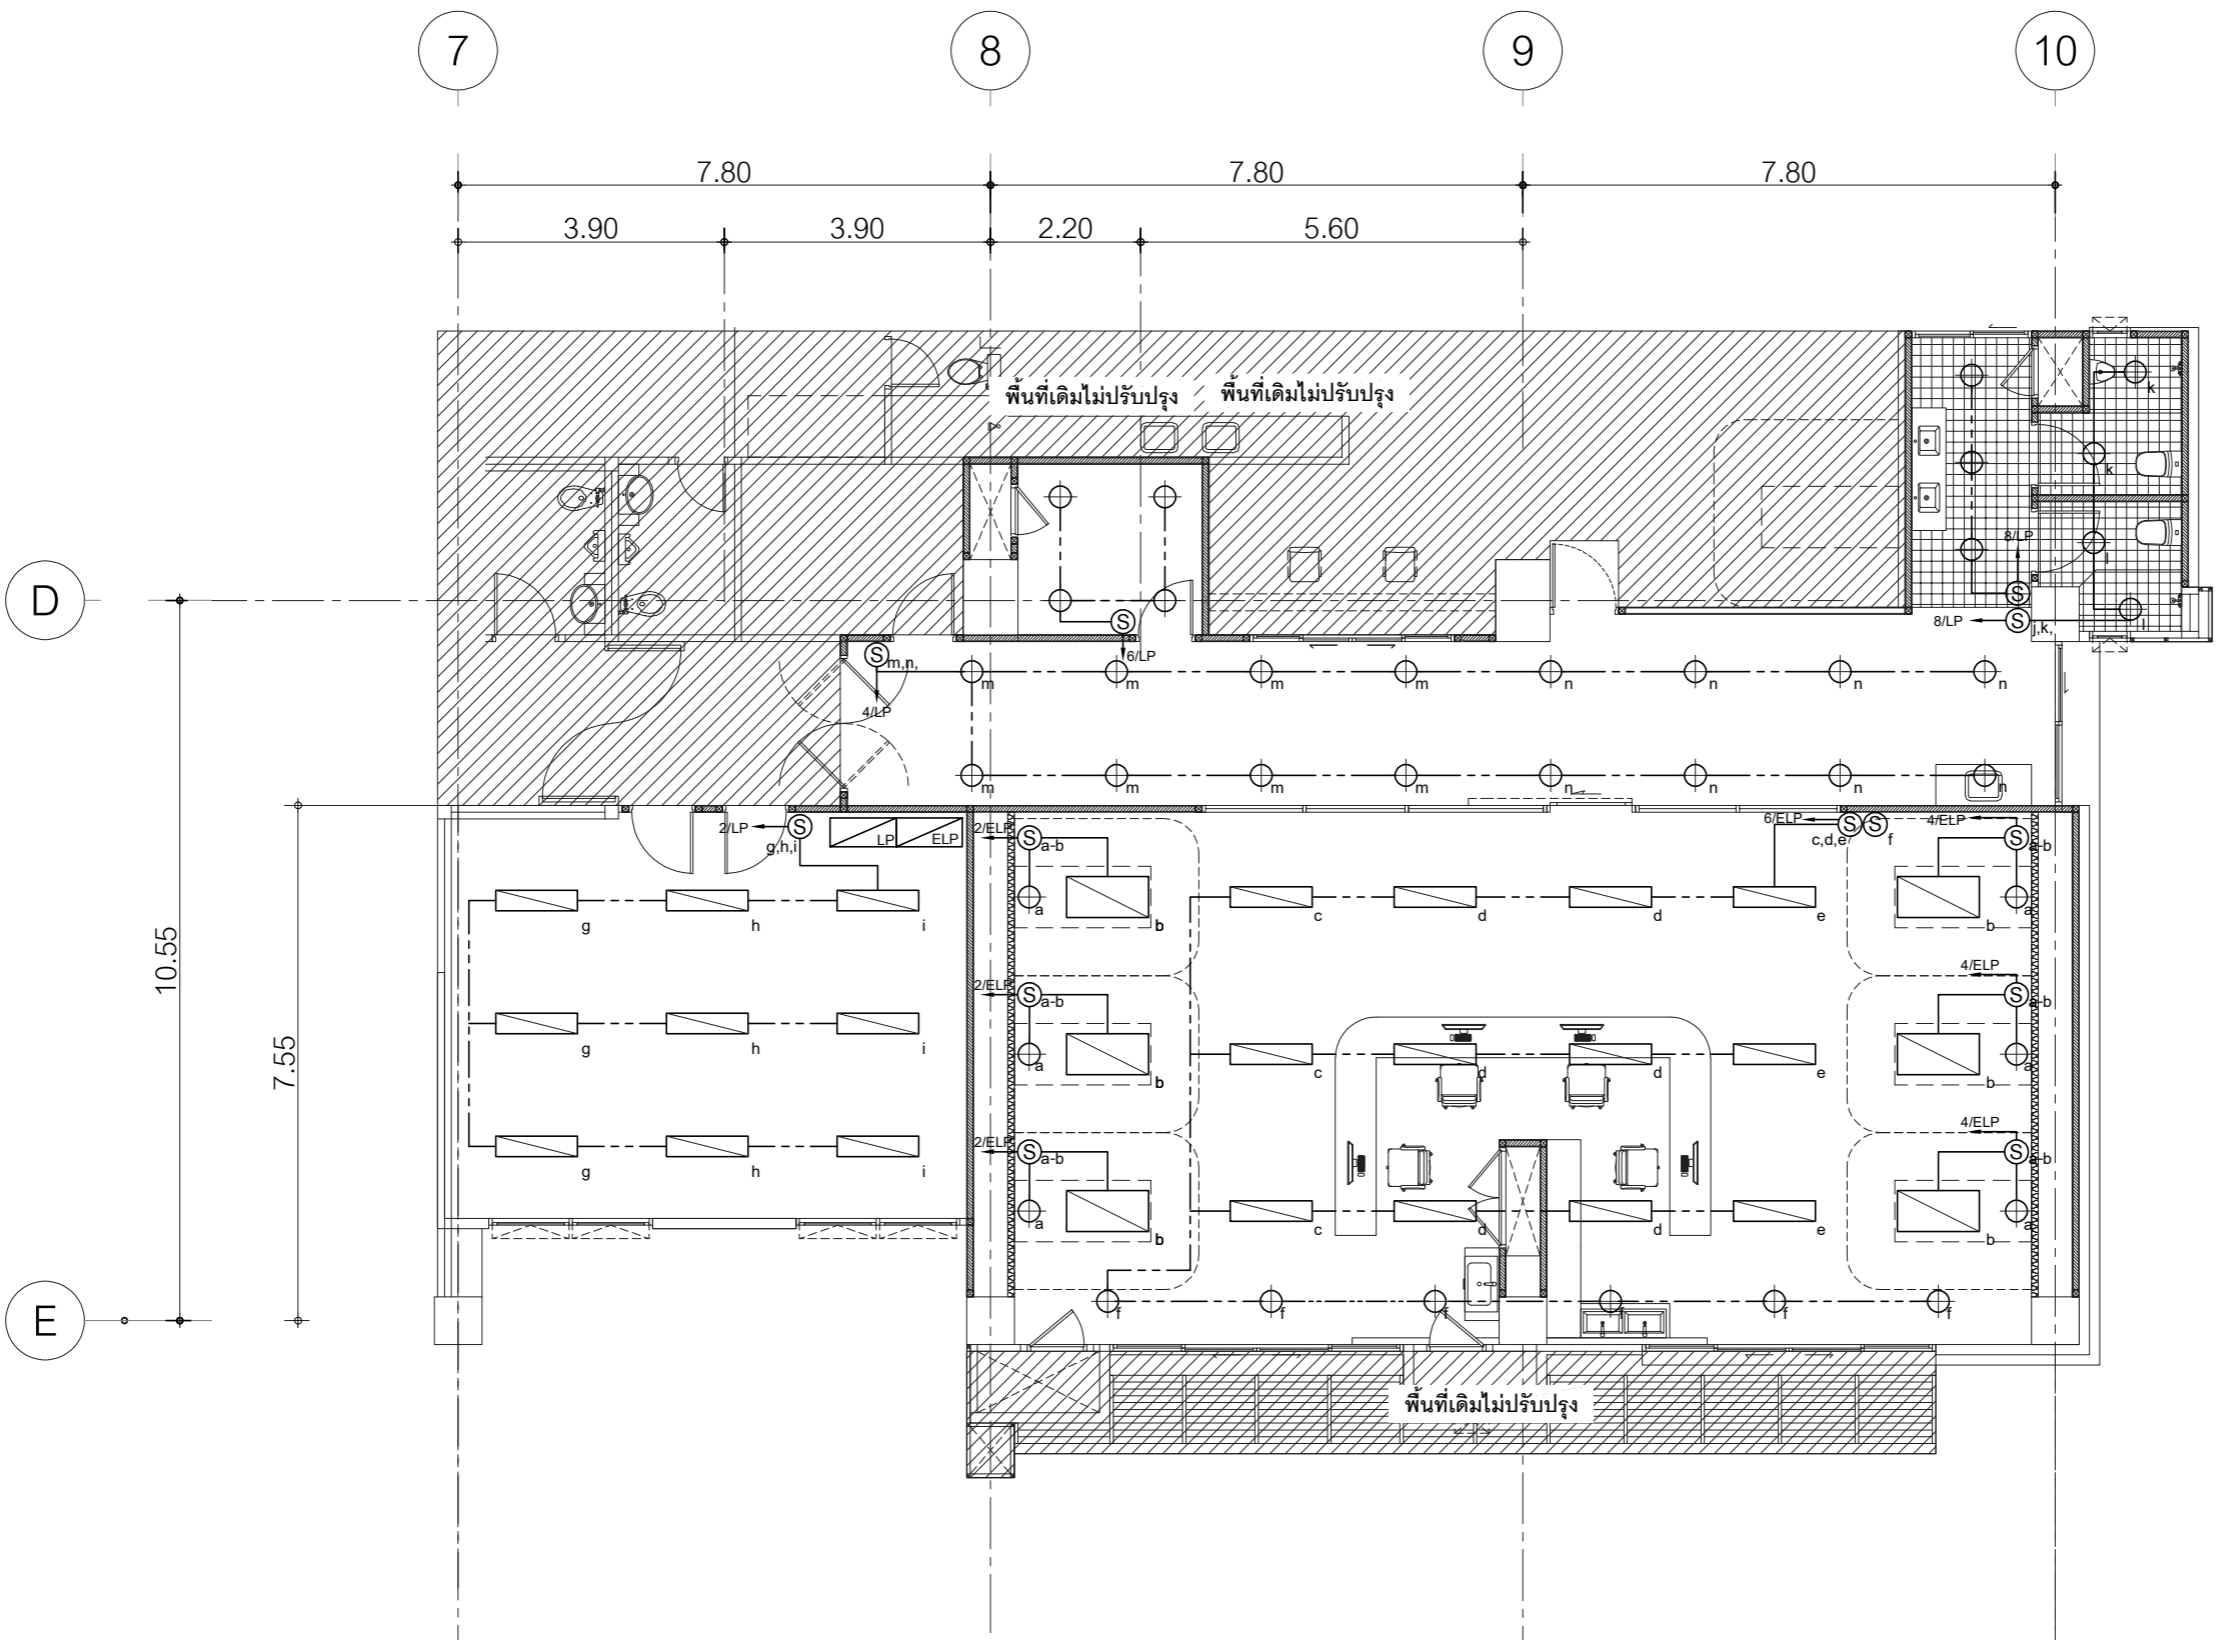 7 8 9 10
7.80 7.80 7.80
3.90 3.90 2.20 5.60
พื้นที่เดิมไม่ปรับปรุง พื้นที่เดิมไม่ปรับปรุง
k
k
8/LP
l
D
S
S 8/LP S j,k, l
S m,n, 6/LP
m m m m n n n n
4/LP
m m m m n n n n
2/LP S LP ELP 2/ELP S a-b 6/ELP S S 4/ELP S a-b
g,h,i c,d,e f
a b c d d e b a
g h i
10.55
7.55
2/ELP S a-b 4/ELP S a-b
g h i
a b c d d e b a
2/ELP S a-b 4/ELP S a-b
g h i
a b c d d e b a
E
f f f f f f
พื้นที่เดิมไม่ปรับปรุง